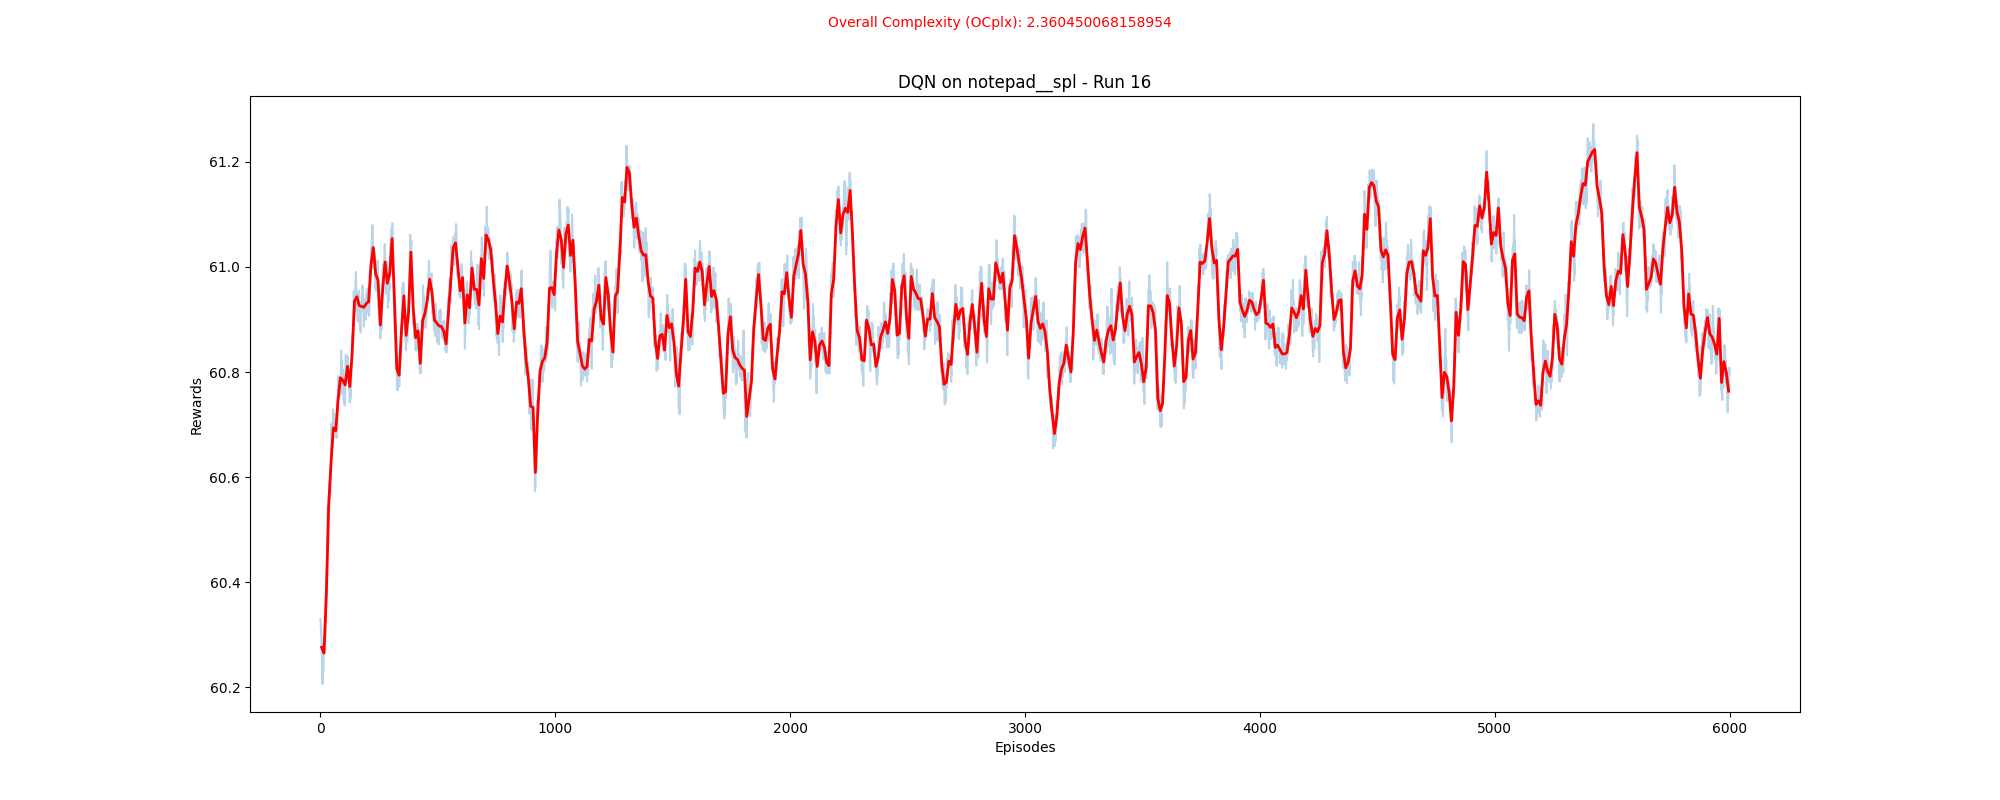 Overall Complexity (OCplx): 2.360450068158954
DQN on notepad__spl - Run 16
Rewards
61.2
61.0
60.8
60.6
60.4
60.2
0 1000 2000 3000 4000 5000 6000
Episodes